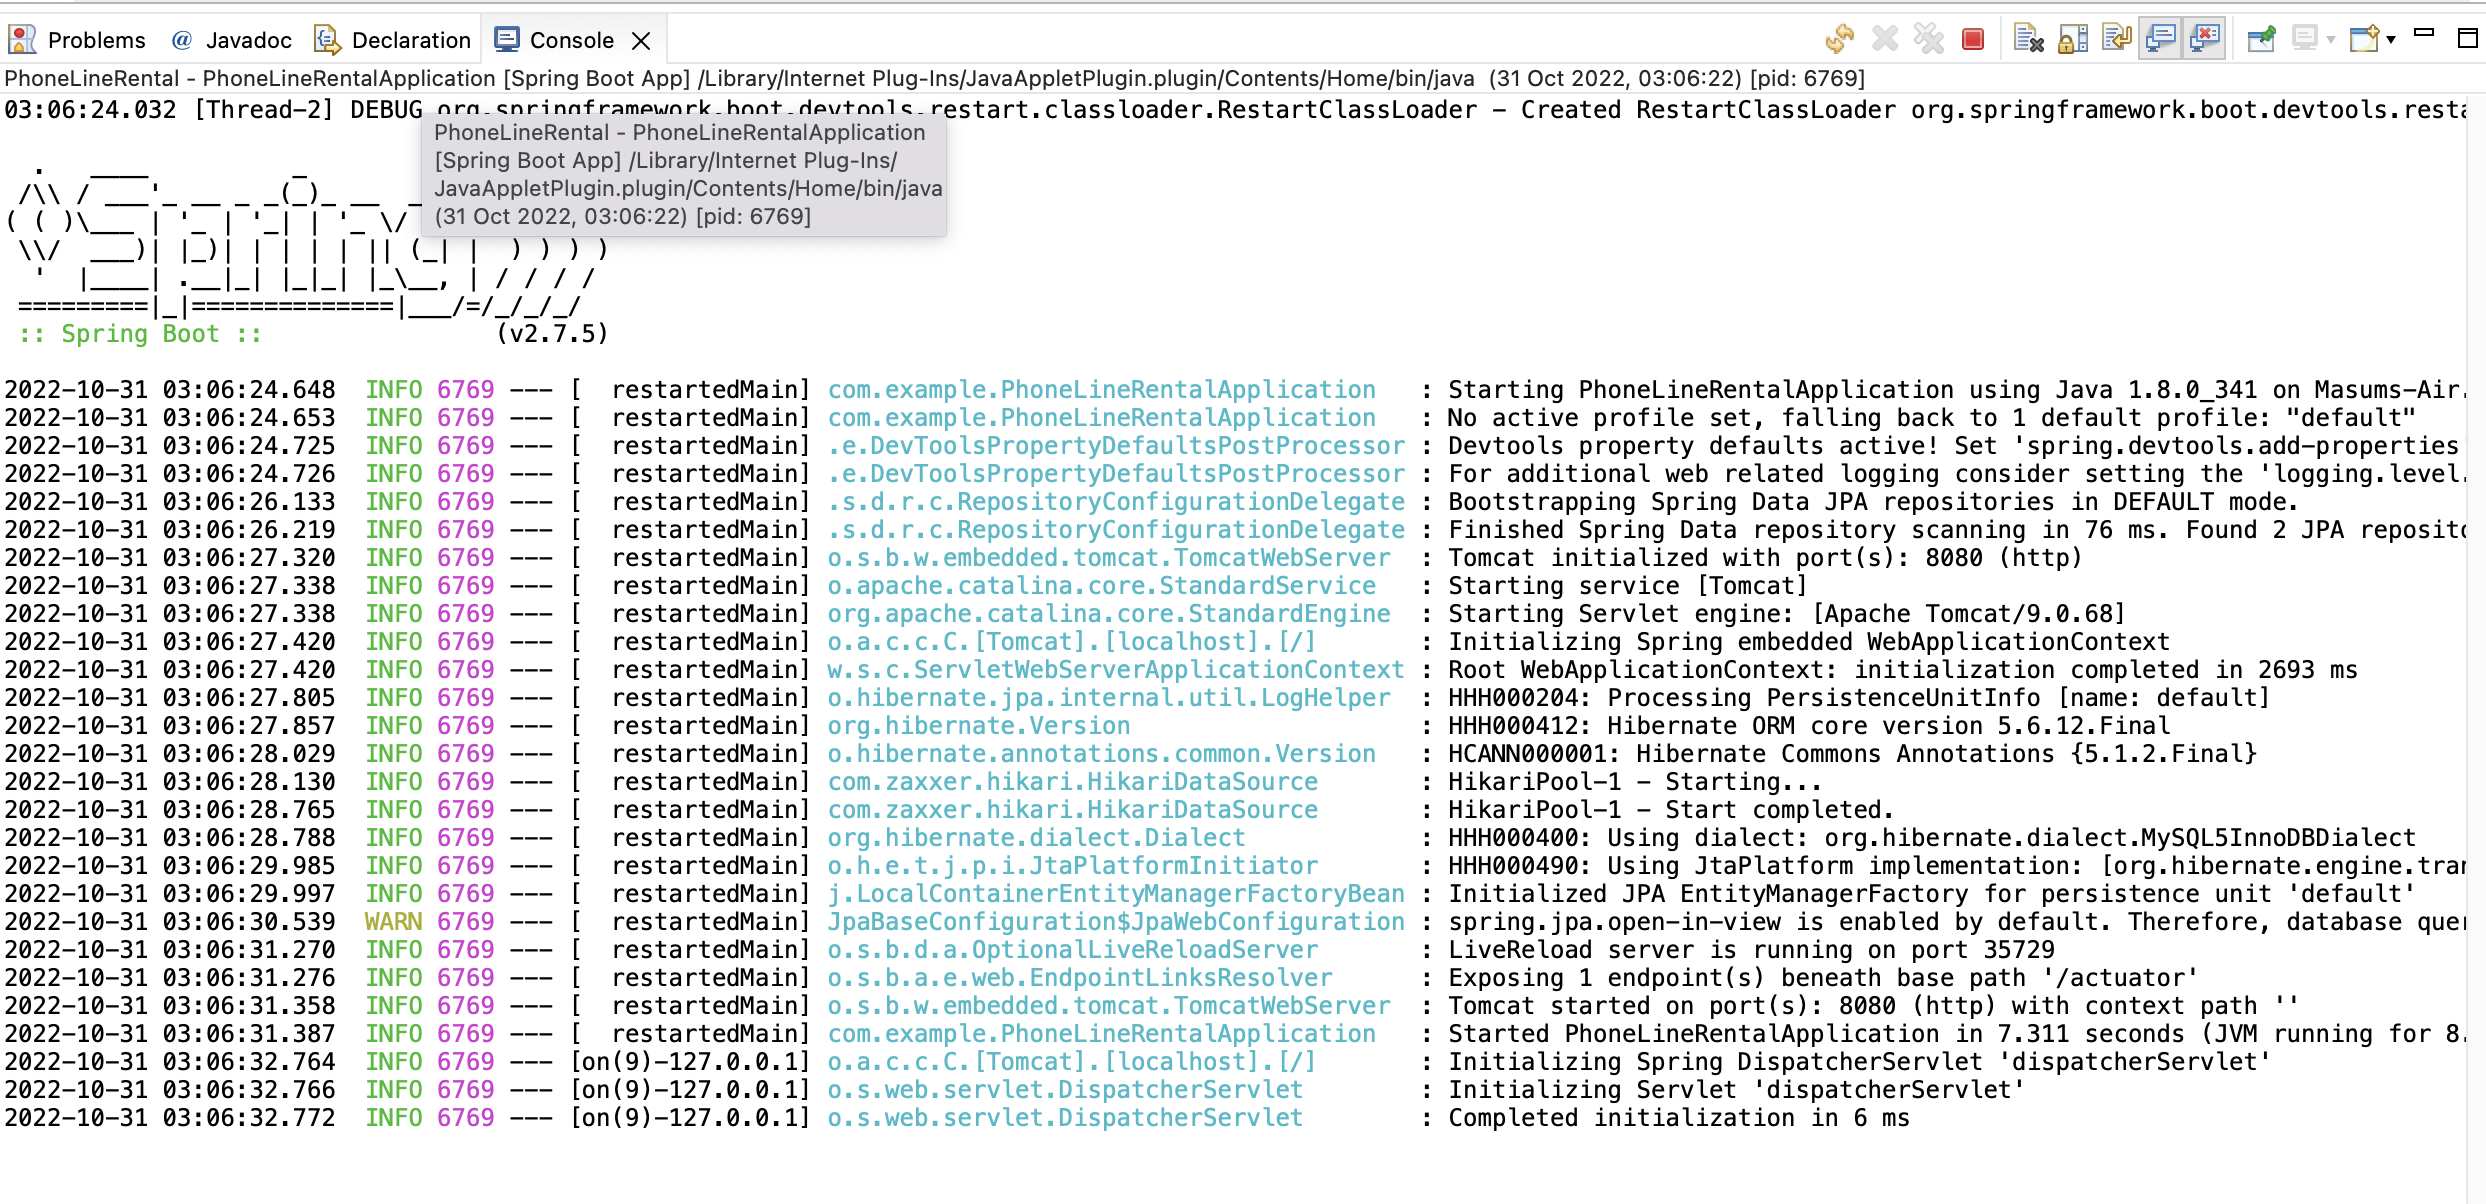 Problems @ Javadoc Declaration Console
PhoneLineRental - PhoneLineRentalApplication [Spring Boot App] /Library/Internet Plug-Ins/JavaAppletPlugin.plugin/Contents/Home/bin/java (31 Oct 2022, 03:06:22) [pid: 6769]
03:06:24.032 [Thread-2] DEBUG org.springframework.boot.devtools.restart.classloader.RestartClassLoader - Created RestartClassLoader org.springframework.boot.devtools.resta
PhoneLineRental - PhoneLineRentalApplication
[Spring Boot App] /Library/Internet Plug-Ins/
JavaAppletPlugin.plugin/Contents/Home/bin/java
(31 Oct 2022, 03:06:22) [pid: 6769]
:: Spring Boot :: (v2.7.5)
2022-10-31 03:06:24.648 INFO 6769 --- [ restartedMain] com.example.PhoneLineRentalApplication : Starting PhoneLineRentalApplication using Java 1.8.0_341 on Masums-Air.
2022-10-31 03:06:24.653 INFO 6769 --- [ restartedMain] com.example.PhoneLineRentalApplication : No active profile set, falling back to 1 default profile: "default"
2022-10-31 03:06:24.725 INFO 6769 --- [ restartedMain] .e.DevToolsPropertyDefaultsPostProcessor : Devtools property defaults active! Set 'spring.devtools.add-properties'
2022-10-31 03:06:24.726 INFO 6769 --- [ restartedMain] .e.DevToolsPropertyDefaultsPostProcessor : For additional web related logging consider setting the 'logging.level.
2022-10-31 03:06:26.133 INFO 6769 --- [ restartedMain] .s.d.r.c.RepositoryConfigurationDelegate : Bootstrapping Spring Data JPA repositories in DEFAULT mode.
2022-10-31 03:06:26.219 INFO 6769 --- [ restartedMain] .s.d.r.c.RepositoryConfigurationDelegate : Finished Spring Data repository scanning in 76 ms. Found 2 JPA reposito
2022-10-31 03:06:27.320 INFO 6769 --- [ restartedMain] o.s.b.w.embedded.tomcat.TomcatWebServer : Tomcat initialized with port(s): 8080 (http)
2022-10-31 03:06:27.338 INFO 6769 --- [ restartedMain] o.apache.catalina.core.StandardService : Starting service [Tomcat]
2022-10-31 03:06:27.338 INFO 6769 --- [ restartedMain] org.apache.catalina.core.StandardEngine : Starting Servlet engine: [Apache Tomcat/9.0.68]
2022-10-31 03:06:27.420 INFO 6769 --- [ restartedMain] o.a.c.c.C.[Tomcat].[localhost].[/] : Initializing Spring embedded WebApplicationContext
2022-10-31 03:06:27.420 INFO 6769 --- [ restartedMain] w.s.c.ServletWebServerApplicationContext : Root WebApplicationContext: initialization completed in 2693 ms
2022-10-31 03:06:27.805 INFO 6769 --- [ restartedMain] o.hibernate.jpa.internal.util.LogHelper : HHH000204: Processing PersistenceUnitInfo [name: default]
2022-10-31 03:06:27.857 INFO 6769 --- [ restartedMain] org.hibernate.Version : HHH000412: Hibernate ORM core version 5.6.12.Final
2022-10-31 03:06:28.029 INFO 6769 --- [ restartedMain] o.hibernate.annotations.common.Version : HCANN000001: Hibernate Commons Annotations {5.1.2.Final}
2022-10-31 03:06:28.130 INFO 6769 --- [ restartedMain] com.zaxxer.hikari.HikariDataSource : HikariPool-1 - Starting...
2022-10-31 03:06:28.765 INFO 6769 --- [ restartedMain] com.zaxxer.hikari.HikariDataSource : HikariPool-1 - Start completed.
2022-10-31 03:06:28.788 INFO 6769 --- [ restartedMain] org.hibernate.dialect.Dialect : HHH000400: Using dialect: org.hibernate.dialect.MySQL5InnoDBDialect
2022-10-31 03:06:29.985 INFO 6769 --- [ restartedMain] o.h.e.t.j.p.i.JtaPlatformInitiator : HHH000490: Using JtaPlatform implementation: [org.hibernate.engine.tran
2022-10-31 03:06:29.997 INFO 6769 --- [ restartedMain] j.LocalContainerEntityManagerFactoryBean : Initialized JPA EntityManagerFactory for persistence unit 'default'
2022-10-31 03:06:30.539 WARN 6769 --- [ restartedMain] JpaBaseConfiguration$JpaWebConfiguration : spring.jpa.open-in-view is enabled by default. Therefore, database quer
2022-10-31 03:06:31.270 INFO 6769 --- [ restartedMain] o.s.b.d.a.OptionalLiveReloadServer : LiveReload server is running on port 35729
2022-10-31 03:06:31.276 INFO 6769 --- [ restartedMain] o.s.b.a.e.web.EndpointLinksResolver : Exposing 1 endpoint(s) beneath base path '/actuator'
2022-10-31 03:06:31.358 INFO 6769 --- [ restartedMain] o.s.b.w.embedded.tomcat.TomcatWebServer : Tomcat started on port(s): 8080 (http) with context path ''
2022-10-31 03:06:31.387 INFO 6769 --- [ restartedMain] com.example.PhoneLineRentalApplication : Started PhoneLineRentalApplication in 7.311 seconds (JVM running for 8.
2022-10-31 03:06:32.764 INFO 6769 --- [on(9)-127.0.0.1] o.a.c.c.C.[Tomcat].[localhost].[/] : Initializing Spring DispatcherServlet 'dispatcherServlet'
2022-10-31 03:06:32.766 INFO 6769 --- [on(9)-127.0.0.1] o.s.web.servlet.DispatcherServlet : Initializing Servlet 'dispatcherServlet'
2022-10-31 03:06:32.772 INFO 6769 --- [on(9)-127.0.0.1] o.s.web.servlet.DispatcherServlet : Completed initialization in 6 ms